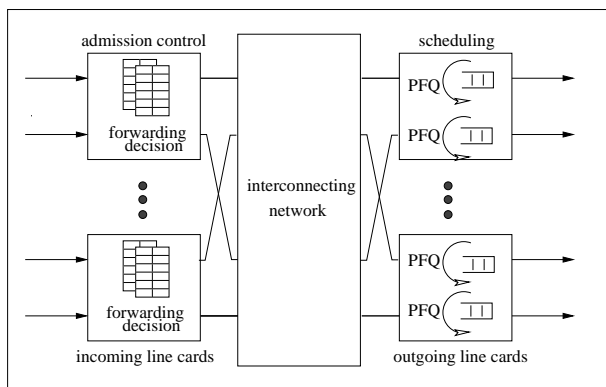 admission control
scheduling
PFQ
forwarding
decision
PFQ
interconnecting
network
PFQ
forwarding
decision
PFQ
incoming line cards
outgoing line cards